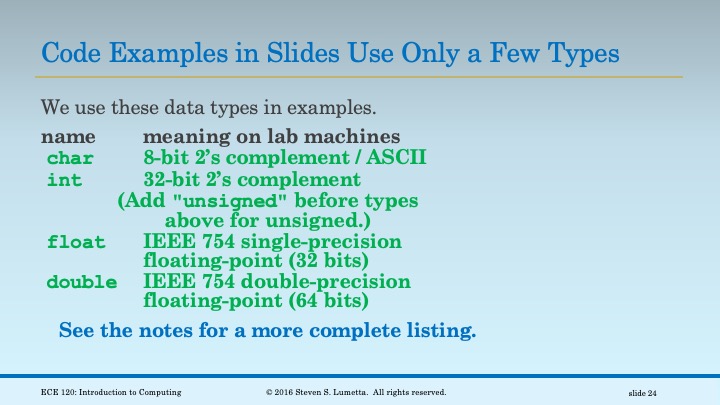 Code Examples in Slides Use Only a Few Types
We use these data types in examples.
name meaning on lab machines
char 8-bit 2’s complement / ASCII
int 32-bit 2’s complement
(Add "unsigned" before types
above for unsigned.)
float IEEE 754 single-precision
floating-point (32 bits)
double IEEE 754 double-precision
floating-point (64 bits)
See the notes for a more complete listing.
ECE 120: Introduction to Computing © 2016 Steven S. Lumetta. All rights reserved. slide 24